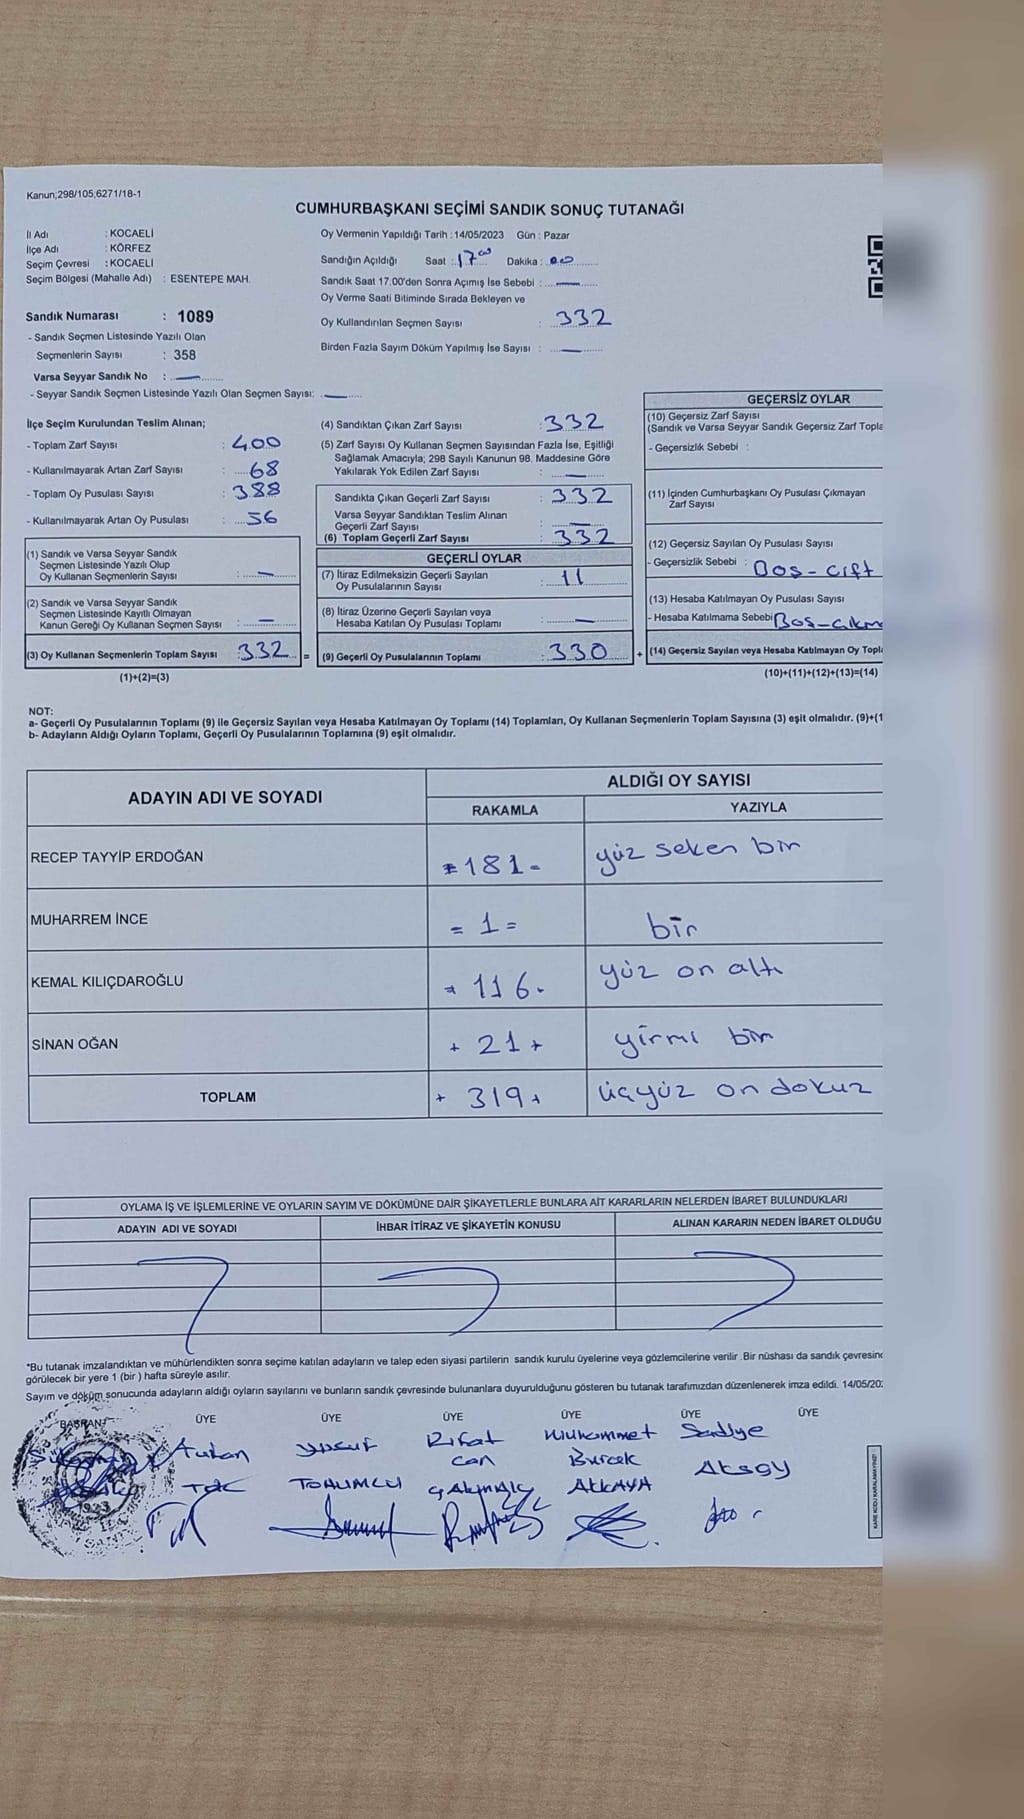 Kanun;298/105;6271/18-1
CUMHURBAŞKANI SEÇİMİ SANDIK SONUÇ TUTANAĞI
İl Adı : KOCAELİ
İlçe Adı : KÖRFEZ
Seçim Çevresi : KOCAELİ
Seçim Bölgesi (Mahalle Adı) : ESENTEPE MAH.
Oy Vermenin Yapıldığı Tarih : 14/05/2023 Gün : Pazar
Sandığın Açıldığı Saat : 17 00 Dakika : 00
Sandık Saat 17:00'den Sonra Açımış İse Sebebi : —
Oy Verme Saati Bitiminde Sırada Bekleyen ve
Oy Kullandırılan Seçmen Sayısı : 332
Birden Fazla Sayım Döküm Yapılmış İse Sayısı : —
Sandık Numarası : 1089
- Sandık Seçmen Listesinde Yazılı Olan
Seçmenlerin Sayısı : 358
Varsa Seyyar Sandık No : —
- Seyyar Sandık Seçmen Listesinde Yazılı Olan Seçmen Sayısı: —
İlçe Seçim Kurulundan Teslim Alınan;
- Toplam Zarf Sayısı : 400
- Kullanılmayarak Artan Zarf Sayısı : 68
- Toplam Oy Pusulası Sayısı : 388
- Kullanılmayarak Artan Oy Pusulası : 56
(1) Sandık ve Varsa Seyyar Sandık
Seçmen Listesinde Yazılı Olup
Oy Kullanan Seçmenlerin Sayısı : —
(2) Sandık ve Varsa Seyyar Sandık
Seçmen Listesinde Kayıtlı Olmayan
Kanun Gereği Oy Kullanan Seçmen Sayısı : —
(3) Oy Kullanan Seçmenlerin Toplam Sayısı : 332 =
(1)+(2)=(3)
(4) Sandıktan Çıkan Zarf Sayısı : 332
(5) Zarf Sayısı Oy Kullanan Seçmen Sayısından Fazla İse, Eşitliği
Sağlamak Amacıyla; 298 Sayılı Kanunun 98. Maddesine Göre
Yakılarak Yok Edilen Zarf Sayısı : —
Sandıkta Çıkan Geçerli Zarf Sayısı : 332
Varsa Seyyar Sandıktan Teslim Alınan
Geçerli Zarf Sayısı : —
(6) Toplam Geçerli Zarf Sayısı : 332
GEÇERLİ OYLAR
(7) İtiraz Edilmeksizin Geçerli Sayılan
Oy Pusulalarının Sayısı : 11
(8) İtiraz Üzerine Geçerli Sayılan veya
Hesaba Katılan Oy Pusulası Toplamı : —
(9) Geçerli Oy Pusulalarının Toplamı : 330 +
GEÇERSİZ OYLAR
(10) Geçersiz Zarf Sayısı
(Sandık ve Varsa Seyyar Sandık Geçersiz Zarf Topla
- Geçersizlik Sebebi :
(11) İçinden Cumhurbaşkanı Oy Pusulası Çıkmayan
Zarf Sayısı
(12) Geçersiz Sayılan Oy Pusulası Sayısı
- Geçersizlik Sebebi : Boş-çift
(13) Hesaba Katılmayan Oy Pusulası Sayısı
- Hesaba Katılmama Sebebi Boş-çıkm
(14) Geçersiz Sayılan veya Hesaba Katılmayan Oy Topl
(10)+(11)+(12)+(13)=(14)
NOT:
a- Geçerli Oy Pusulalarının Toplamı (9) ile Geçersiz Sayılan veya Hesaba Katılmayan Oy Toplamı (14) Toplamları, Oy Kullanan Seçmenlerin Toplam Sayısına (3) eşit olmalıdır. (9)+(1
b- Adayların Aldığı Oyların Toplamı, Geçerli Oy Pusulalarının Toplamına (9) eşit olmalıdır.
ADAYIN ADI VE SOYADI
ALDIĞI OY SAYISI
RAKAMLA YAZIYLA
RECEP TAYYİP ERDOĞAN =181- yüz seken bin
MUHARREM İNCE =1= bir
KEMAL KILIÇDAROĞLU 116- yüz on altı
SİNAN OĞAN +21+ yirmi bir
TOPLAM +319+ üçyüz on dokuz
OYLAMA İŞ VE İŞLEMLERİNE VE OYLARIN SAYIM VE DÖKÜMÜNE DAİR ŞİKAYETLERLE BUNLARA AİT KARARLARIN NELERDEN İBARET BULUNDUKLARI
ADAYIN ADI VE SOYADI İHBAR İTİRAZ VE ŞİKAYETİN KONUSU ALINAN KARARIN NEDEN İBARET OLDUĞU
*Bu tutanak imzalandıktan ve mühürlendikten sonra seçime katılan adayların ve talep eden siyasi partilerin sandık kurulu üyelerine veya gözlemcilerine verilir. Bir nüshası da sandık çevresinc
görülecek bir yere 1 (bir ) hafta süreyle asılır.
Sayım ve döküm sonucunda adayların aldığı oyların sayılarını ve bunların sandık çevresinde bulunanlara duyurulduğunu gösteren bu tutanak tarafımızdan düzenlenerek imza edildi. 14/05/202
BAŞKAN ÜYE ÜYE ÜYE ÜYE ÜYE ÜYE
Yusuf Rifat Muhammet Sadiye
can Burak
TOHUMCU ATKAYA Aksoy
KARE KODU KARALAMAYINIZ!